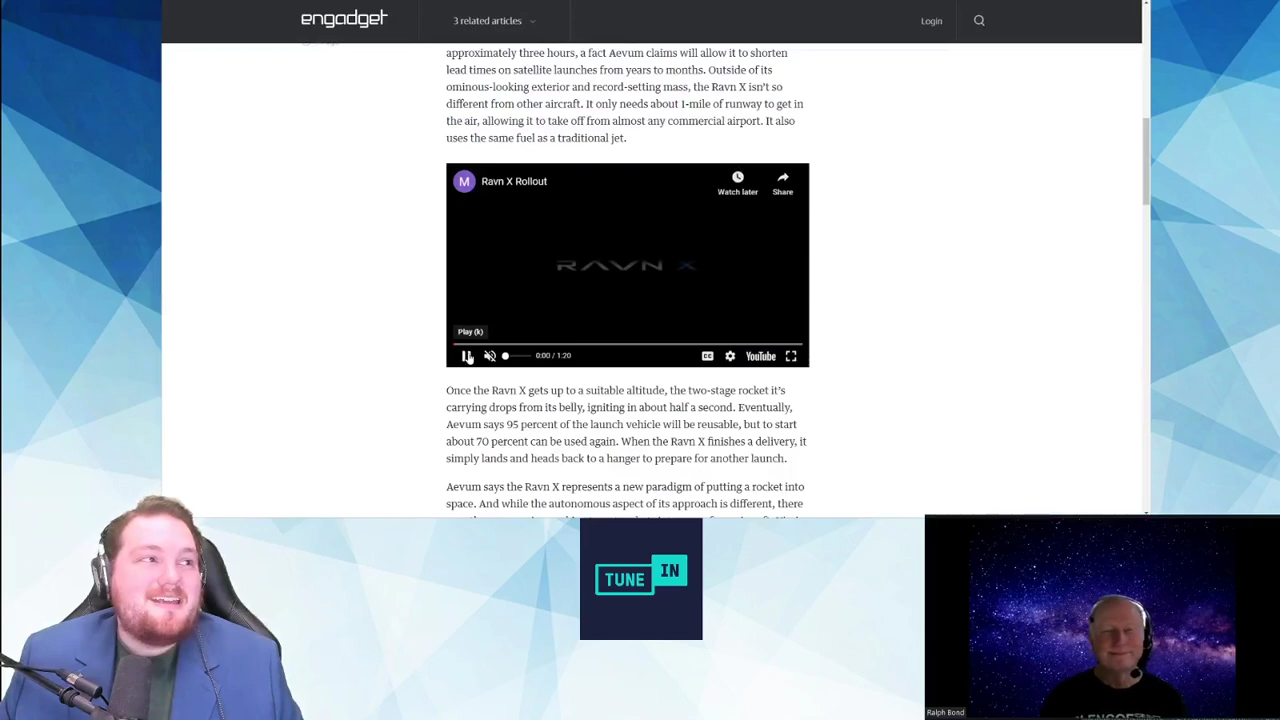 engadget
3 related articles
Login
approximately three hours, a fact Aevum claims will allow it to shorten
lead times on satellite launches from years to months. Outside of its
ominous-looking exterior and record-setting mass, the Ravn X isn't so
different from other aircraft. It only needs about 1-mile of runway to get in
the air, allowing it to take off from almost any commercial airport. It also
uses the same fuel as a traditional jet.
M Ravn X Rollout
Watch later
Share
RAVN X
Play (k)
0:00 / 1:20
CC
YouTube
Once the Ravn X gets up to a suitable altitude, the two-stage rocket it's
carrying drops from its belly, igniting in about half a second. Eventually,
Aevum says 95 percent of the launch vehicle will be reusable, but to start
about 70 percent can be used again. When the Ravn X finishes a delivery, it
simply lands and heads back to a hanger to prepare for another launch.
Aevum says the Ravn X represents a new paradigm of putting a rocket into
space. And while the autonomous aspect of its approach is different, there
TUNE IN
Ralph Bond